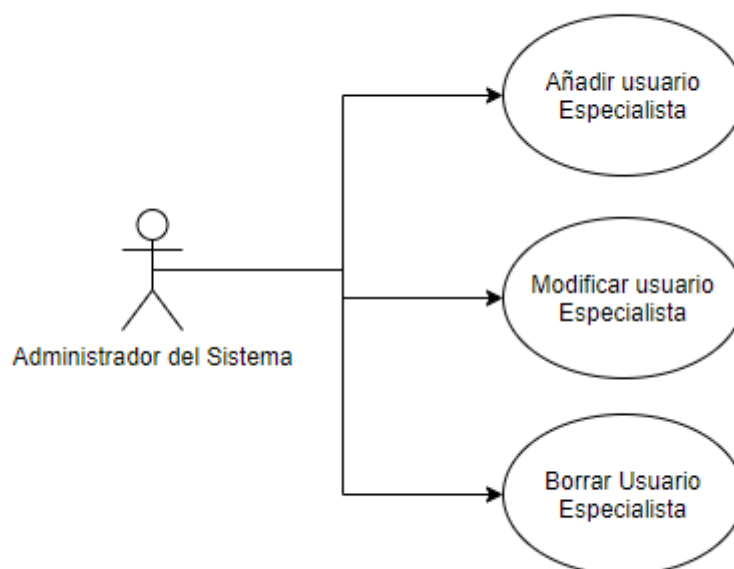 Añadir usuario
Especialista
Modificar usuario
Especialista
Administrador del Sistema
Borrar Usuario
Especialista